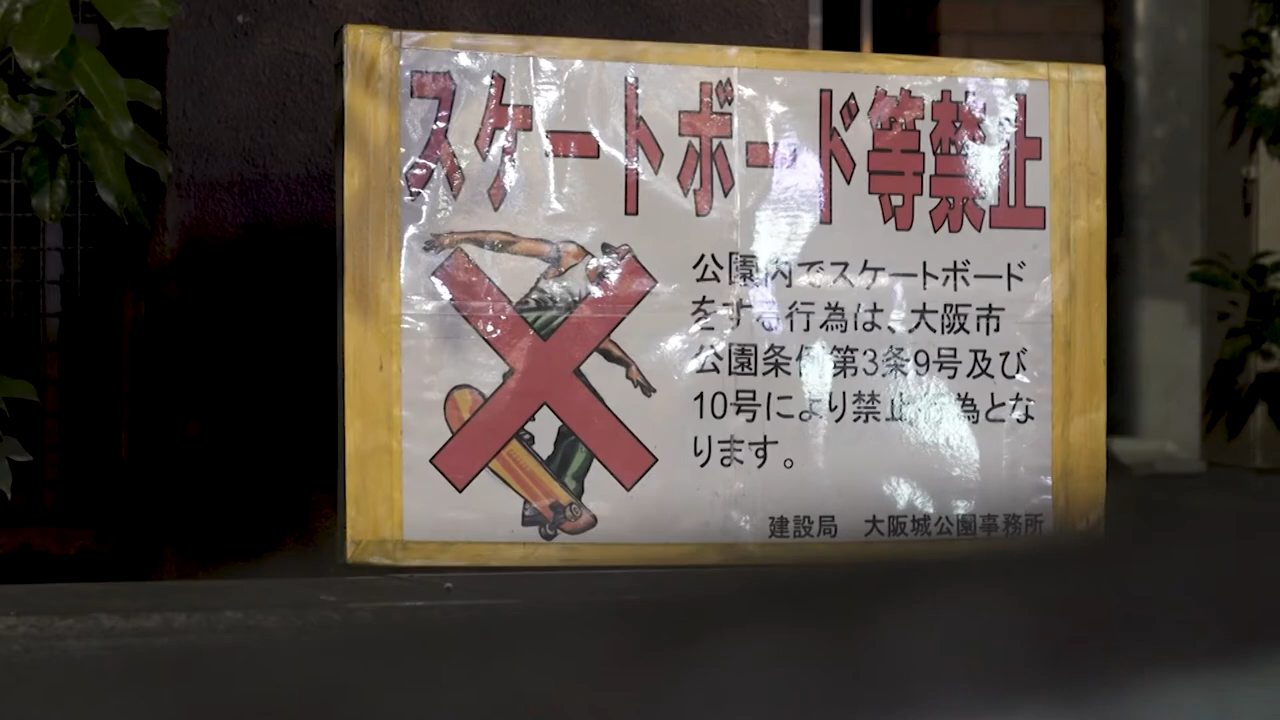 スケートボード等禁止
公園内でスケートボード
をする行為は、大阪市
公園条例第3条9号及び
10号により禁止行為とな
ります。
建設局　大阪城公園事務所